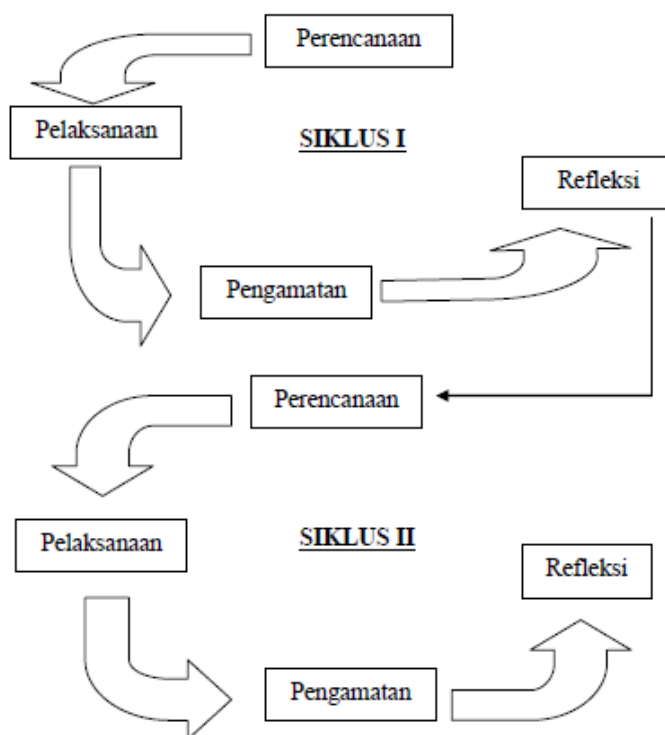 Perencanaan
Pelaksanaan
SIKLUS I
Refleksi
Pengamatan
Perencanaan
Pelaksanaan
SIKLUS II
Refleksi
Pengamatan